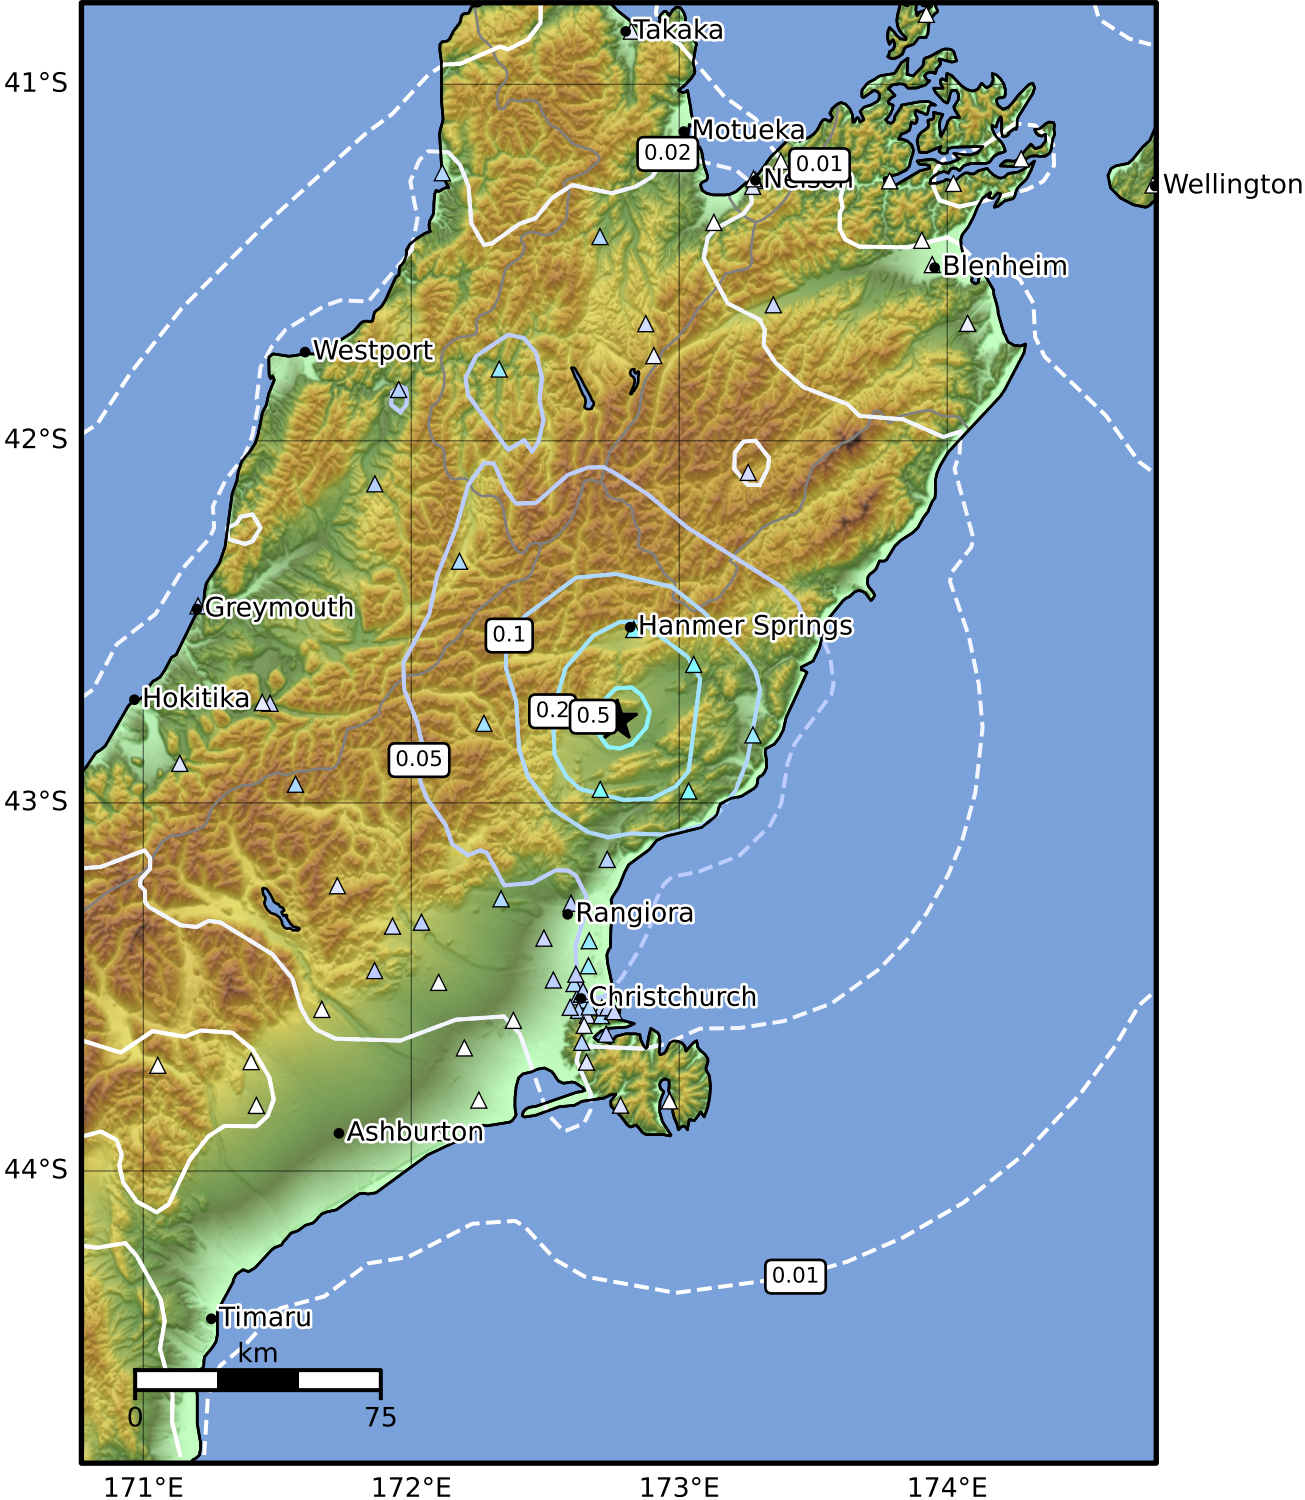 Takaka
41°S
Motueka
0.02
0.01
Nelson
Wellington
Blenheim
Westport
42°S
Greymouth
0.1
Hanmer Springs
Hokitika
0.2
0.5
0.05
43°S
Rangiora
Christchurch
Ashburton
44°S
0.01
Timaru
km
0
75
171°E
172°E
173°E
174°E